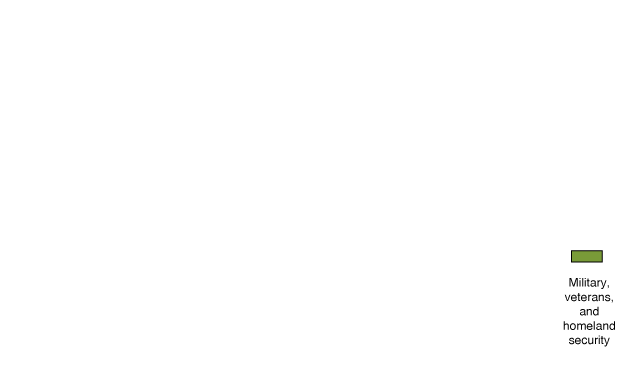 Military,
veterans,
and
homeland
security